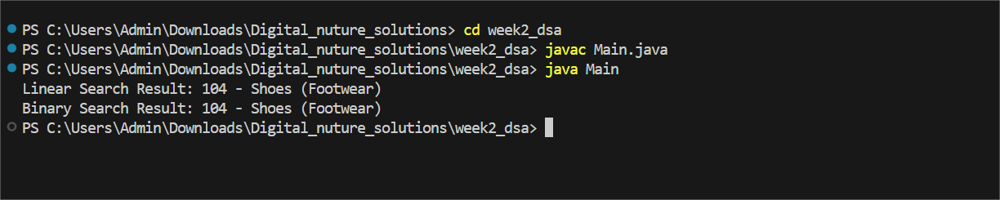 PS C:\Users\Admin\Downloads\Digital_nuture_solutions> cd week2_dsa
PS C:\Users\Admin\Downloads\Digital_nuture_solutions\week2_dsa> javac Main.java
PS C:\Users\Admin\Downloads\Digital_nuture_solutions\week2_dsa> java Main
Linear Search Result: 104 - Shoes (Footwear)
Binary Search Result: 104 - Shoes (Footwear)
PS C:\Users\Admin\Downloads\Digital_nuture_solutions\week2_dsa>